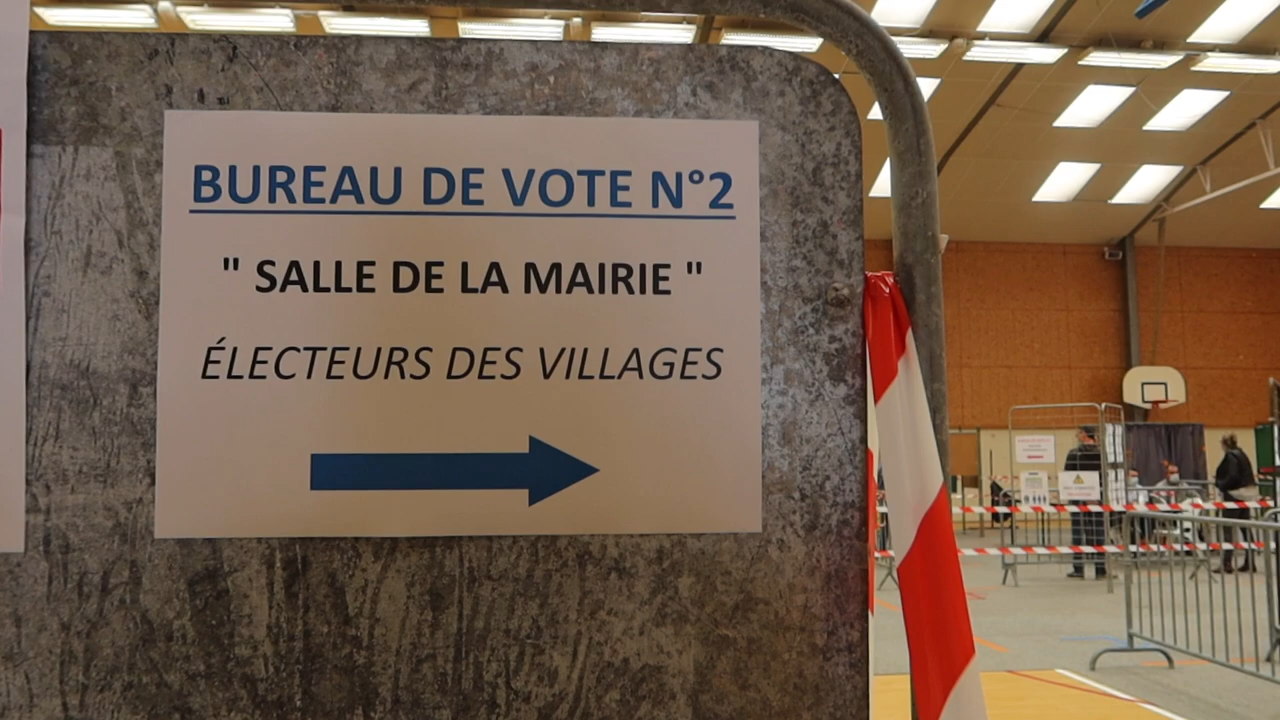 BUREAU DE VOTE N°2
" SALLE DE LA MAIRIE "
ÉLECTEURS DES VILLAGES